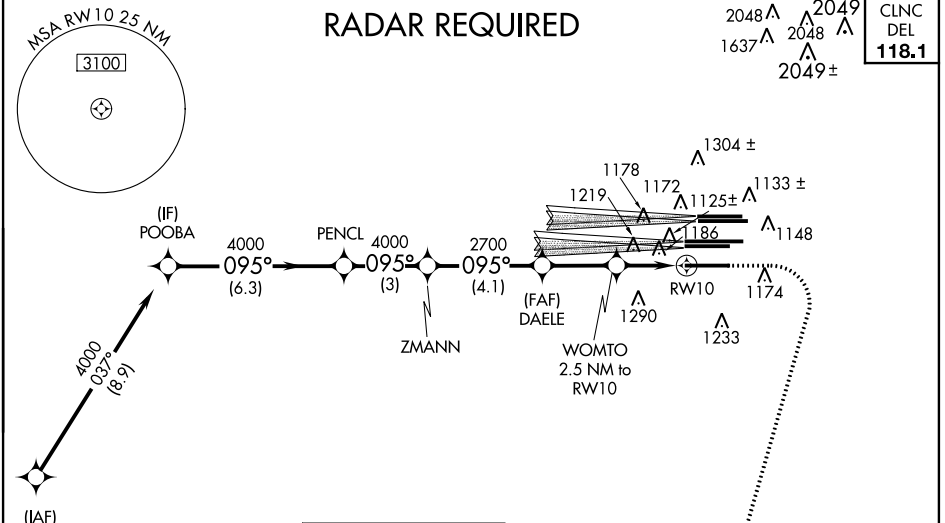 RADAR REQUIRED
MSA RW10 25 NM
3100
2048
2049
2048
1637
2049±
CLNC
DEL
118.1
1304 ±
1178
1219
1172
1133 ±
1125±
1148
1186
(IF)
POOBA
4000
095°
(6.3)
PENCL
4000
095°
(3)
2700
095°
(4.1)
ZMANN
(FAF)
DAELE
WOMTO
2.5 NM to
RW10
1290
RW10
1174
1233
4000
037°
(8.9)
(IAF)